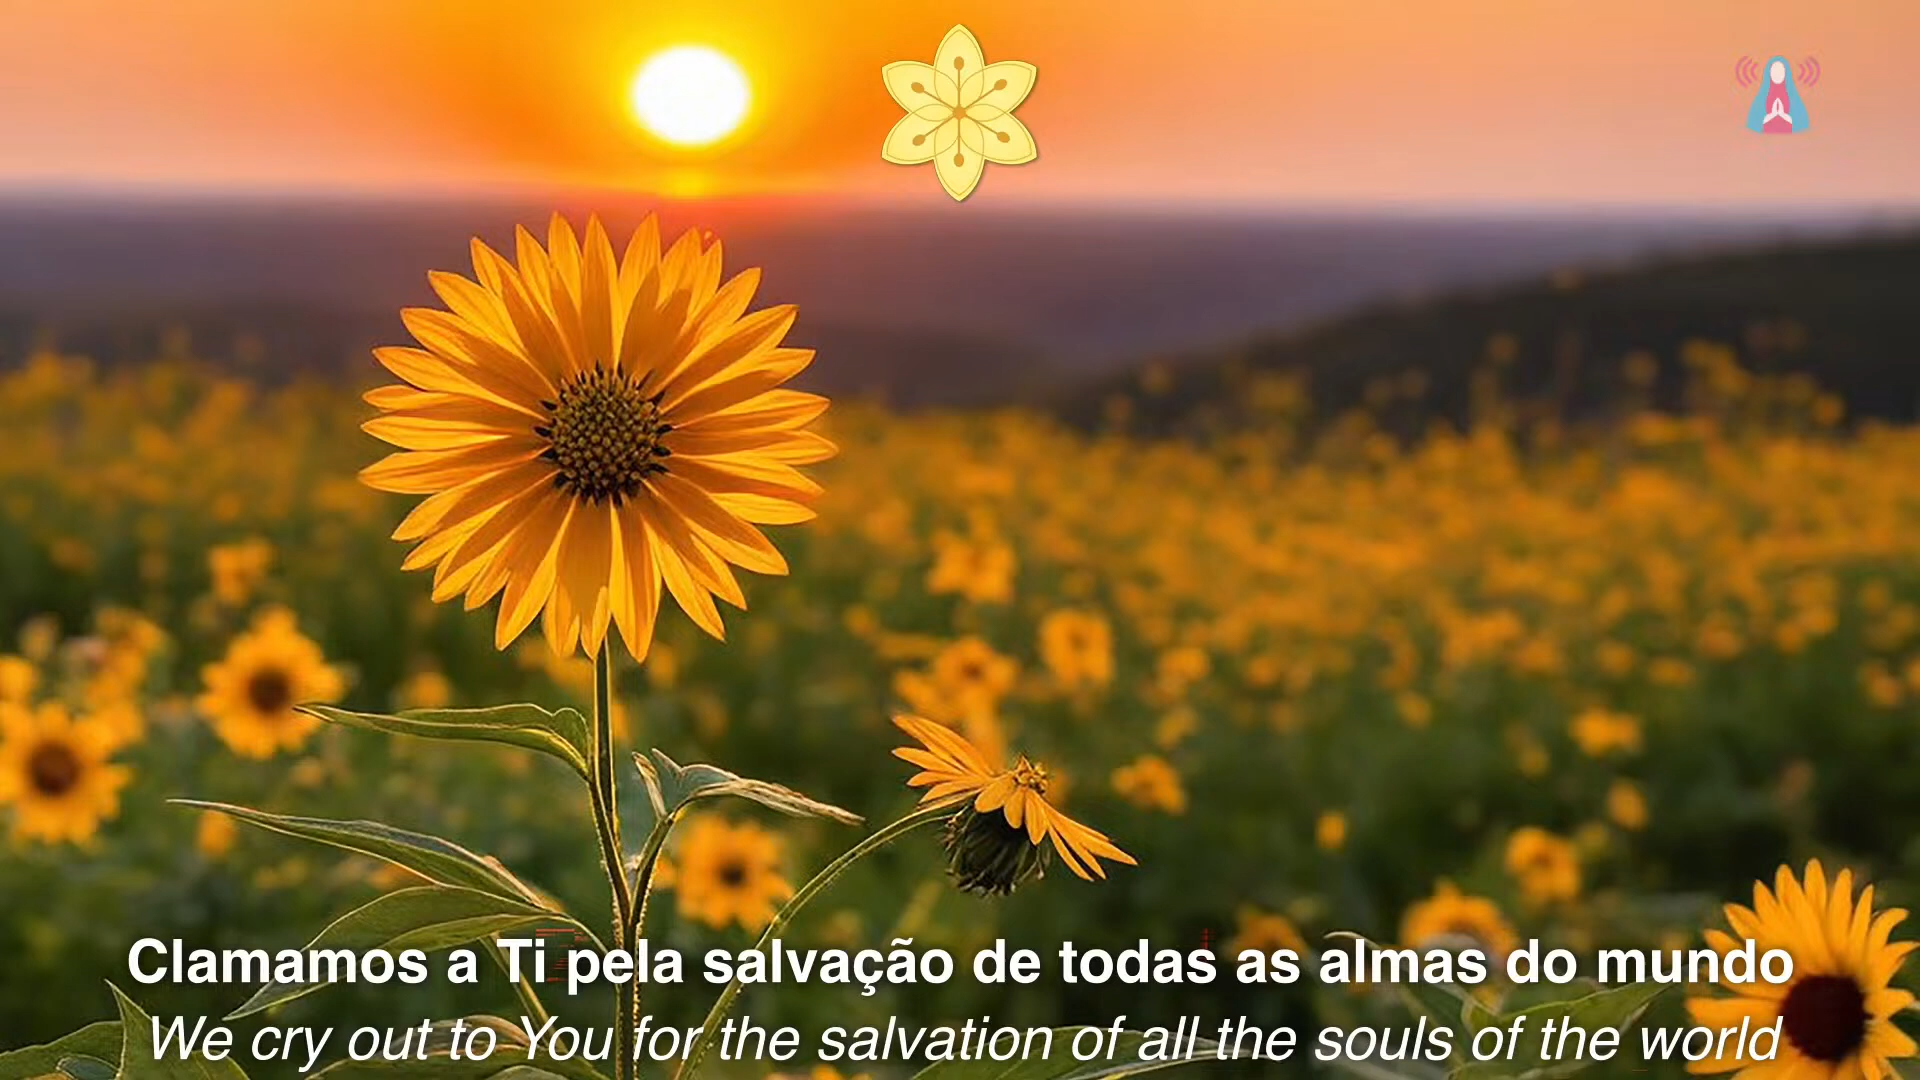 Clamamos a Ti pela salvação de todas as almas do mundo
We cry out to You for the salvation of all the souls of the world